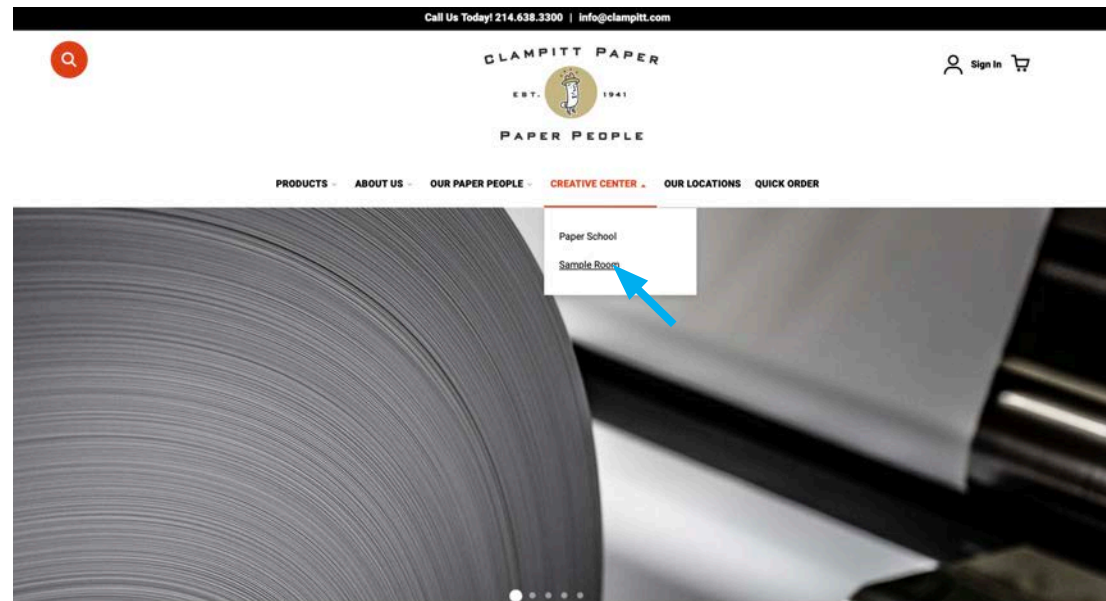 Call Us Today! 214.638.3300 | info@clampitt.com
CLAMPITT PAPER
EST. 1941
PAPER PEOPLE
Sign In
PRODUCTS ABOUT US OUR PAPER PEOPLE CREATIVE CENTER OUR LOCATIONS QUICK ORDER
Paper School
Sample Room